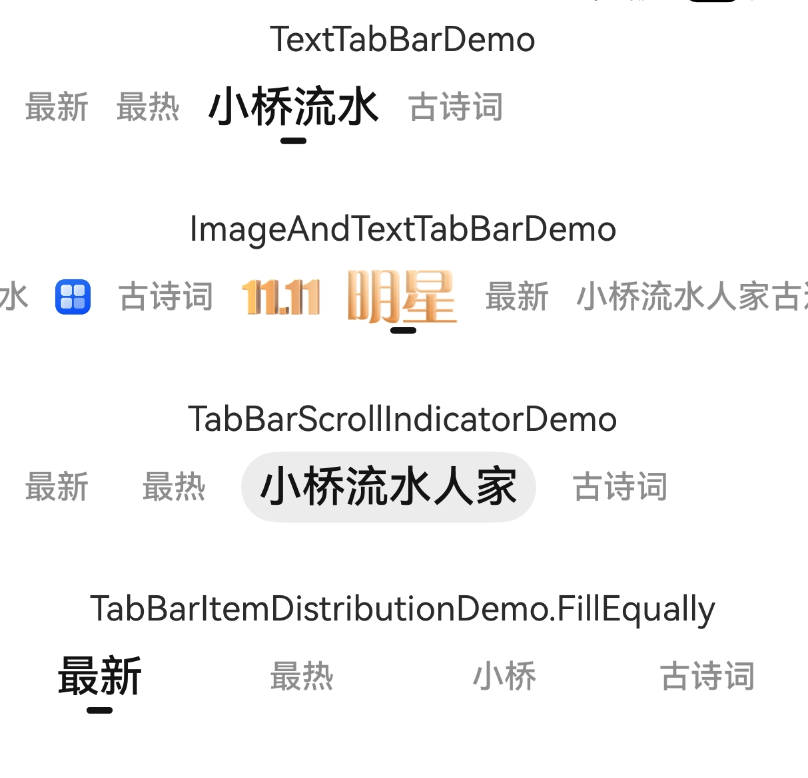 TextTabBarDemo
最新 最热 小桥流水 古诗词
ImageAndTextTabBarDemo
水 古诗词 11.11 明星 最新 小桥流水人家古
TabBarScrollIndicatorDemo
最新 最热 小桥流水人家 古诗词
TabBarItemDistributionDemo.FillEqually
最新 最热 小桥 古诗词